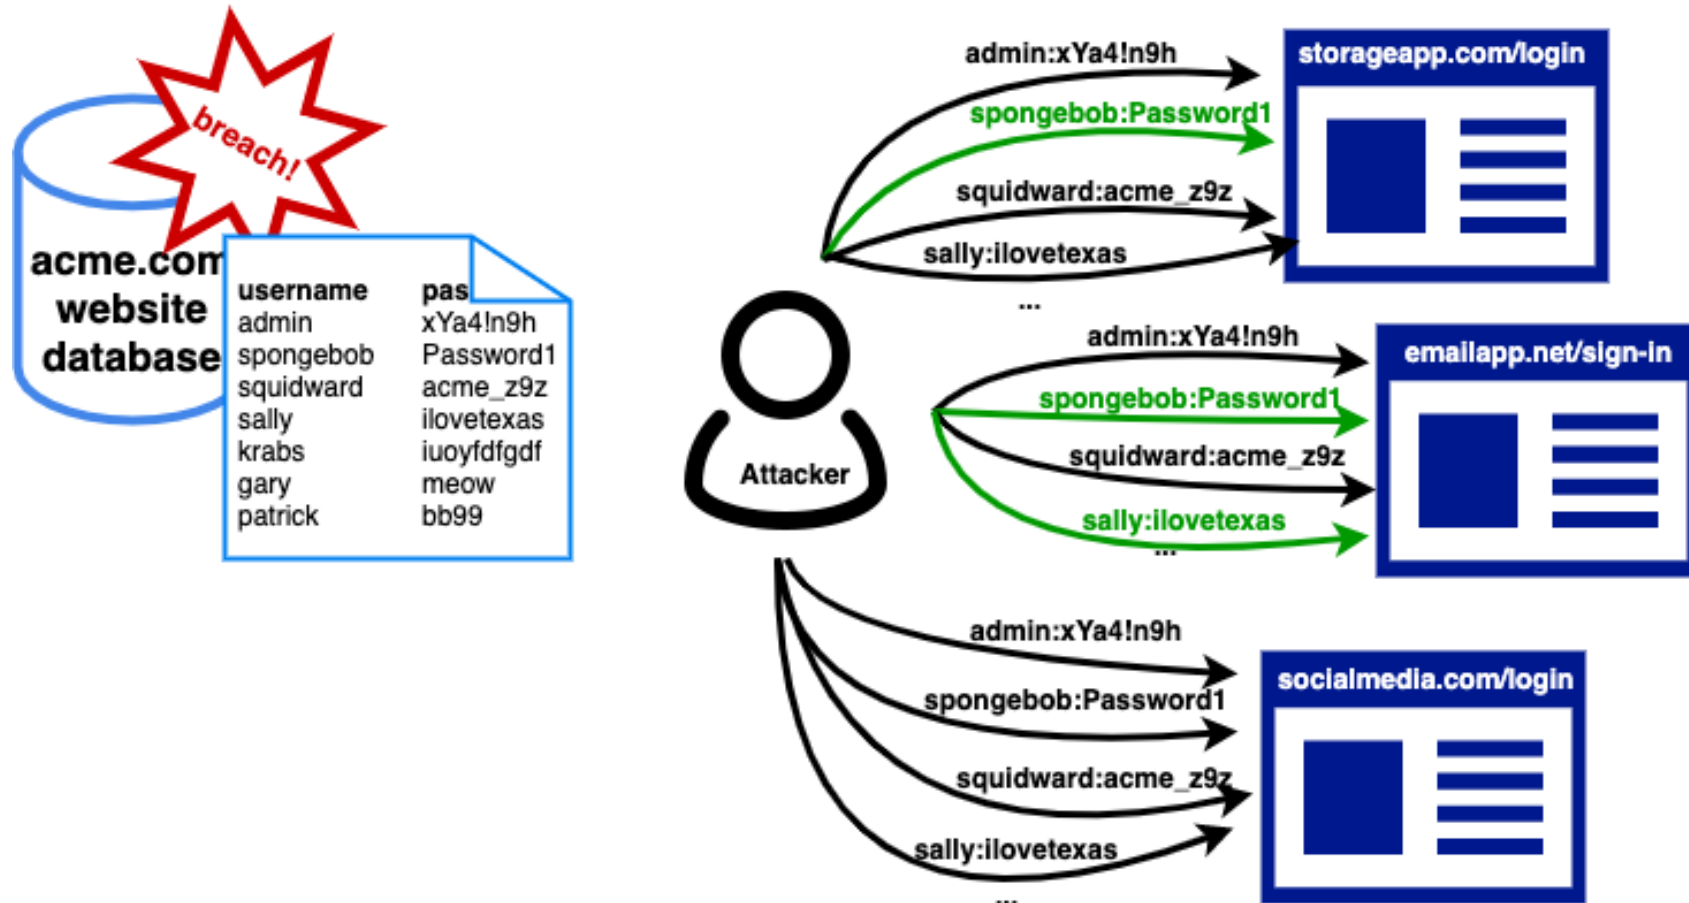 breach!
acme.com
website
database
username pas
admin xYa4!n9h
spongebob Password1
squidward acme_z9z
sally ilovetexas
krabs iuoyfdfgdf
gary meow
patrick bb99
Attacker
admin:xYa4!n9h
spongebob:Password1
squidward:acme_z9z
sally:ilovetexas
...
storageapp.com/login
admin:xYa4!n9h
spongebob:Password1
squidward:acme_z9z
sally:ilovetexas
...
emailapp.net/sign-in
admin:xYa4!n9h
spongebob:Password1
squidward:acme_z9z
sally:ilovetexas
...
socialmedia.com/login